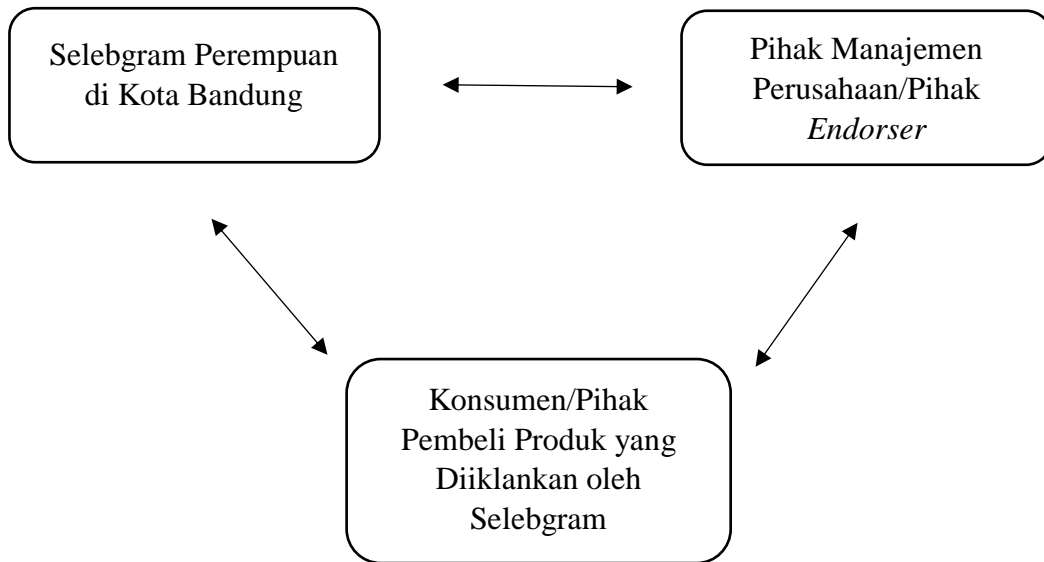 Selebgram Perempuan
di Kota Bandung
Pihak Manajemen
Perusahaan/Pihak
Endorser
Konsumen/Pihak
Pembeli Produk yang
Diiklankan oleh
Selebgram